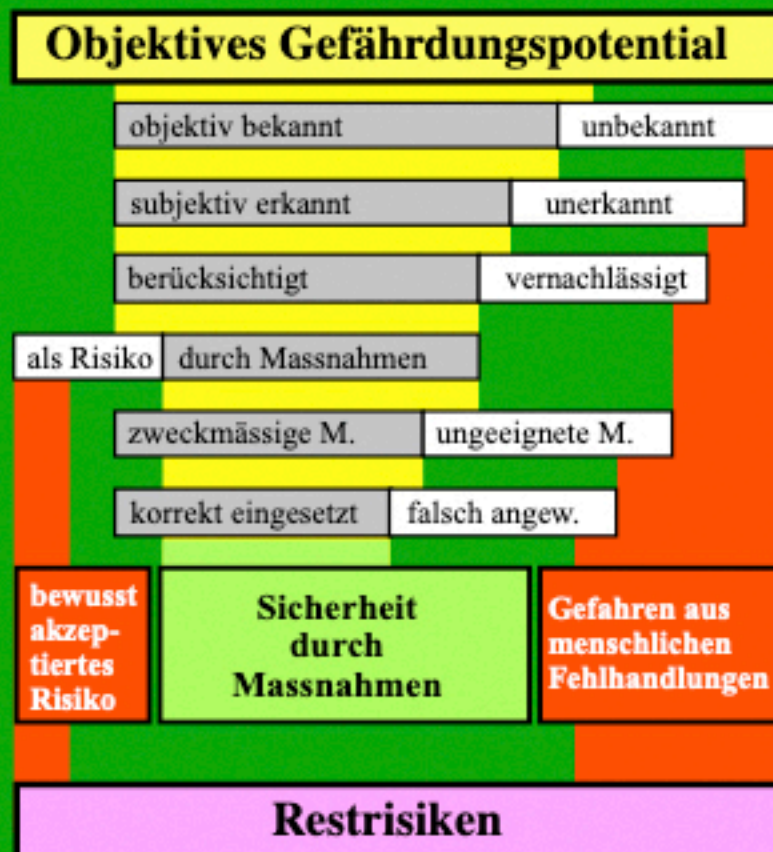 Objektives Gefährdungspotential
objektiv bekannt unbekannt
subjektiv erkannt unerkannt
berücksichtigt vernachlässigt
als Risiko durch Massnahmen
zweckmässige M. ungeeignete M.
korrekt eingesetzt falsch angew.
bewusst
akzep-
tiertes
Risiko
Sicherheit
durch
Massnahmen
Gefahren aus
menschlichen
Fehlhandlungen
Restrisiken